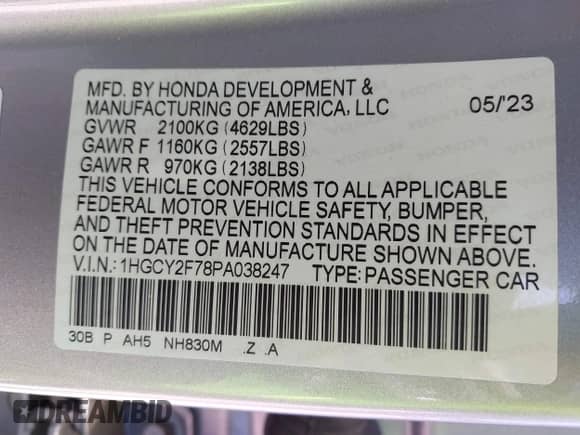 MFD. BY HONDA DEVELOPMENT &
MANUFACTURING OF AMERICA, LLC 05/'23
GVWR 2100KG (4629LBS)
GAWR F 1160KG (2557LBS)
GAWR R 970KG (2138LBS)
THIS VEHICLE CONFORMS TO ALL APPLICABLE
FEDERAL MOTOR VEHICLE SAFETY, BUMPER,
AND THEFT PREVENTION STANDARDS IN EFFECT
ON THE DATE OF MANUFACTURE SHOWN ABOVE.
V.I.N.: 1HGCY2F78PA038247 TYPE: PASSENGER CAR
30B P AH5 NH830M .Z .A
DREAMBID